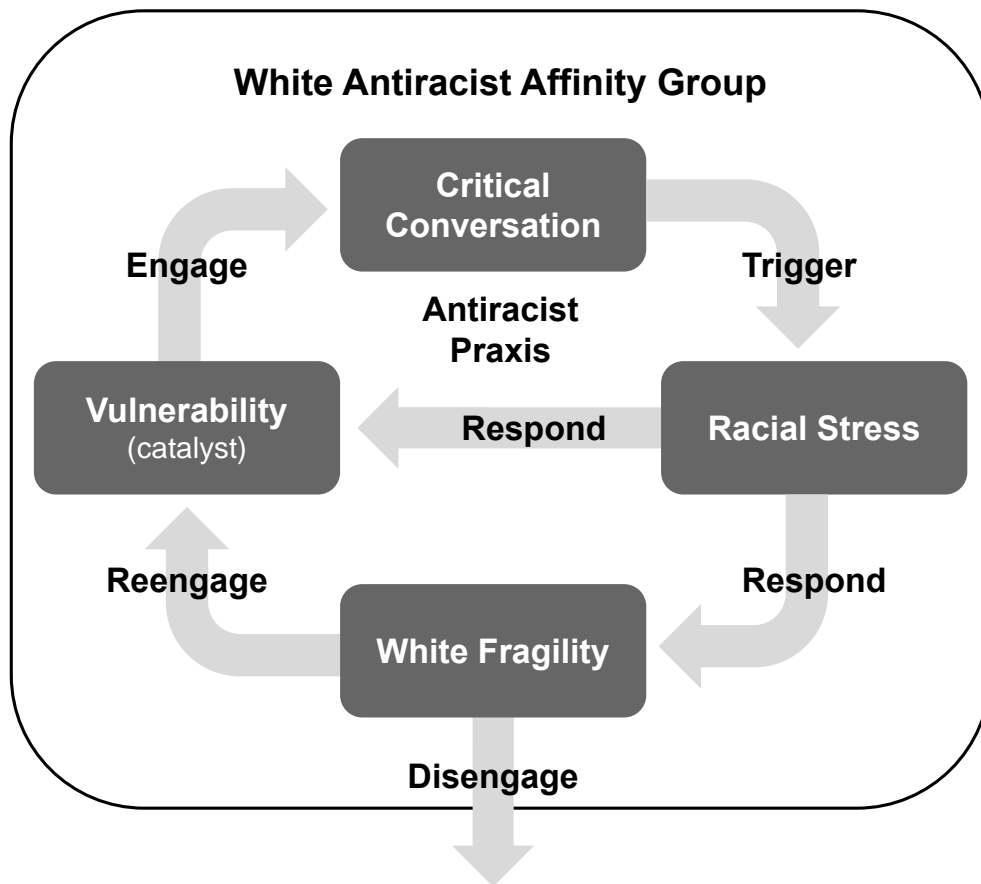 White Antiracist Affinity Group
Critical
Conversation
Engage
Trigger
Antiracist
Praxis
Vulnerability
(catalyst)
Respond
Racial Stress
Reengage
Respond
White Fragility
Disengage